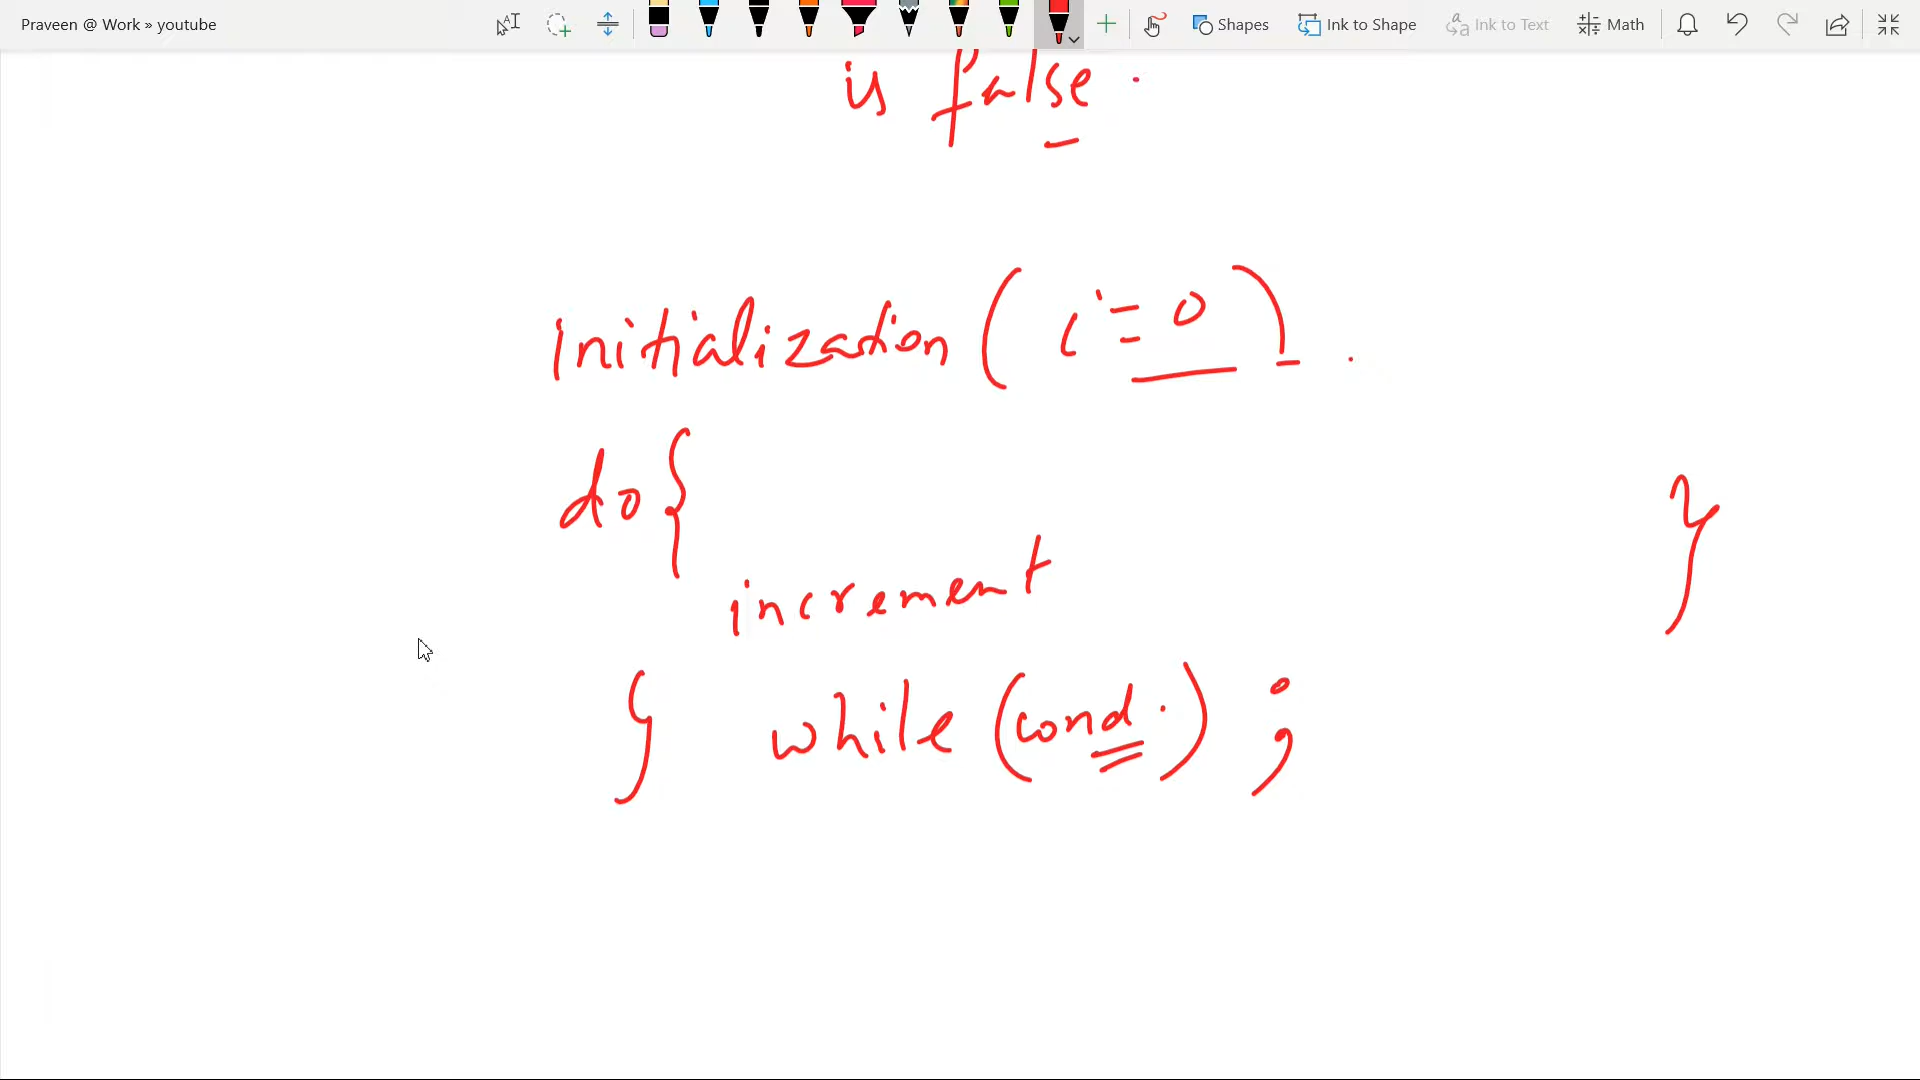 Praveen @ Work » youtube
Shapes Ink to Shape Ink to Text Math
is false.
initialization ( i = 0 ) .
do {
}
increment
} while (cond.) ;